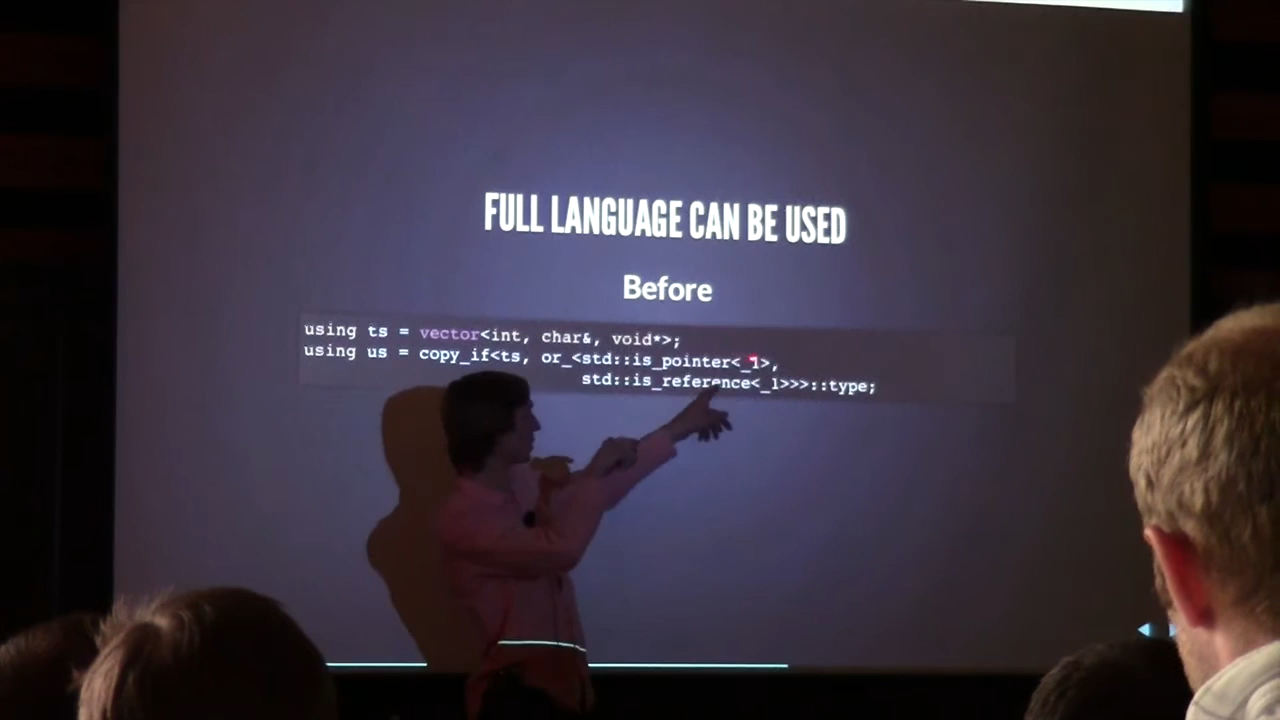 FULL LANGUAGE CAN BE USED
Before
using ts = vector<int, char&, void*>;
using us = copy_if<ts, or_<std::is_pointer<_1>,
std::is_reference<_1>>>::type;